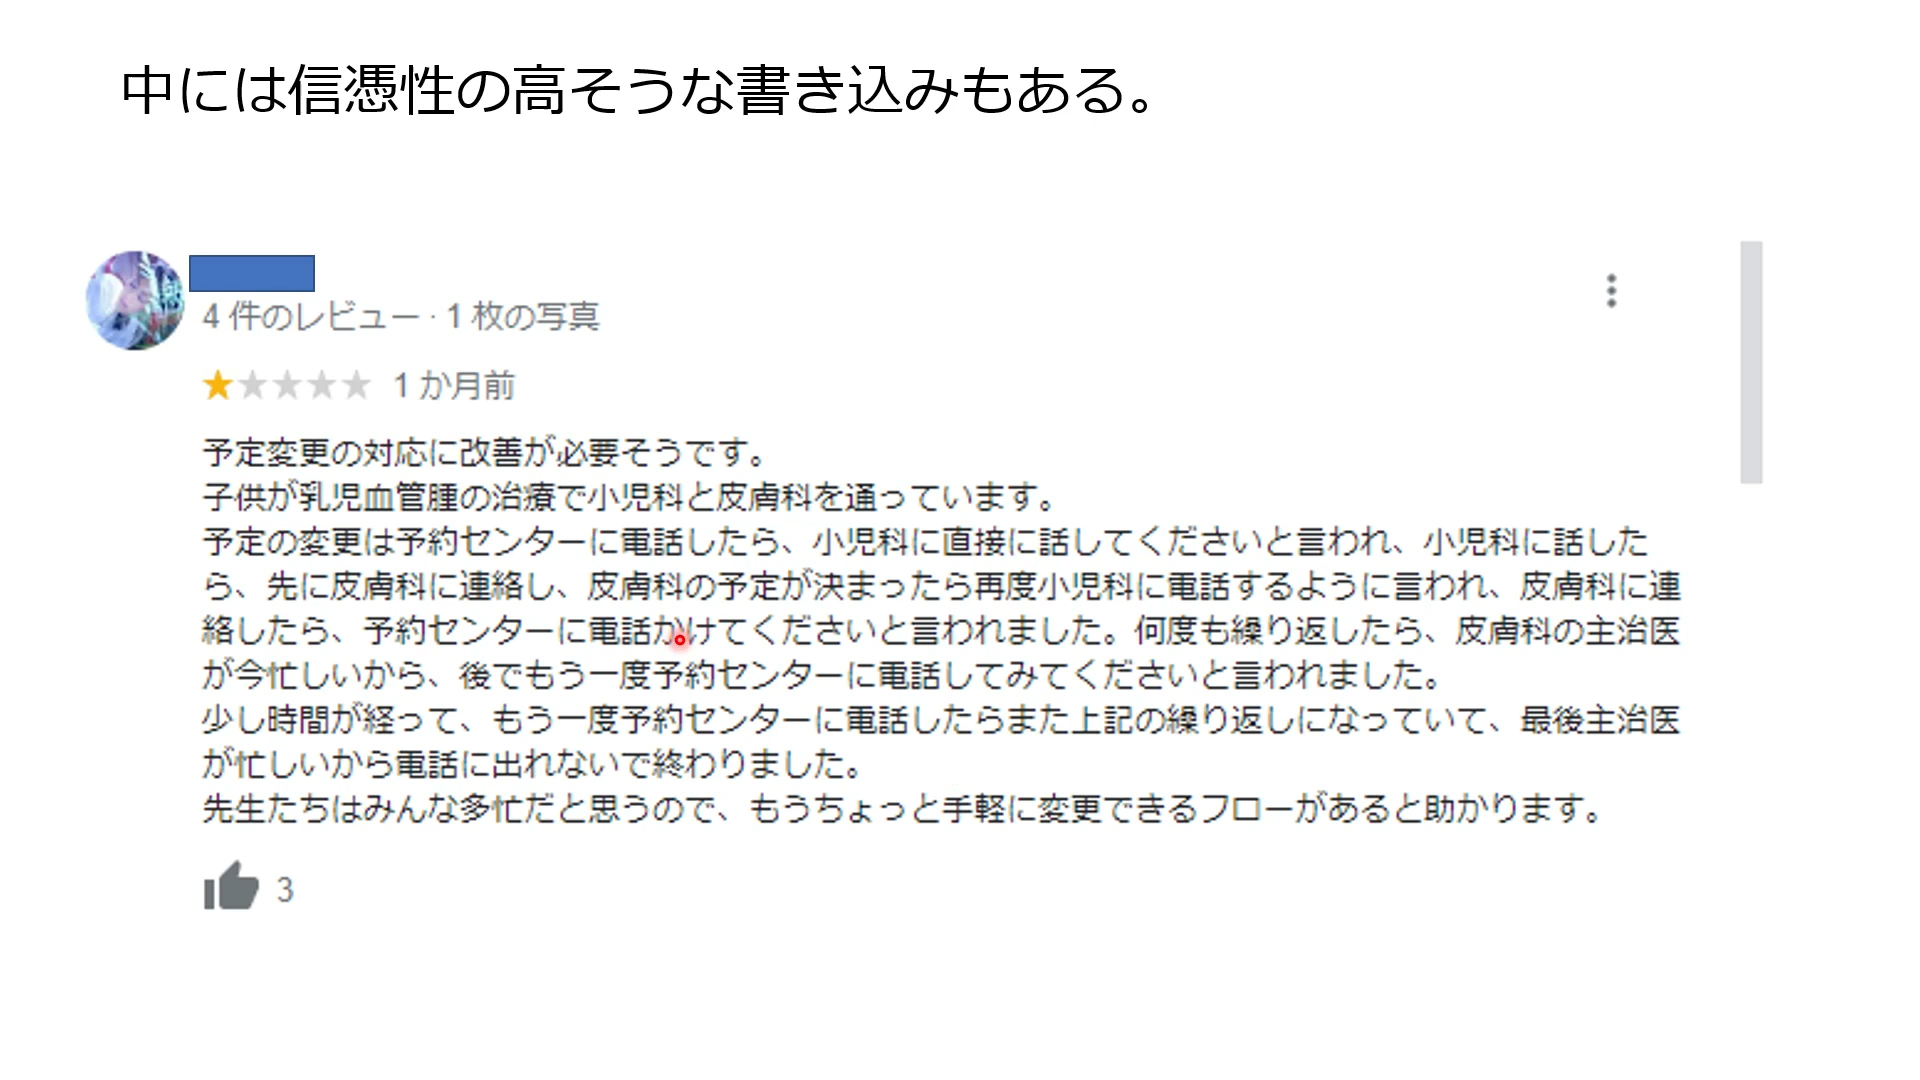 中には信憑性の高そうな書き込みもある。
4 件のレビュー · 1 枚の写真
1 か月前
予定変更の対応に改善が必要そうです。
子供が乳児血管腫の治療で小児科と皮膚科を通っています。
予定の変更は予約センターに電話したら、小児科に直接に話してくださいと言われ、小児科に話した
ら、先に皮膚科に連絡し、皮膚科の予定が決まったら再度小児科に電話するように言われ、皮膚科に連
絡したら、予約センターに電話かけてくださいと言われました。何度も繰り返したら、皮膚科の主治医
が今忙しいから、後でもう一度予約センターに電話してみてくださいと言われました。
少し時間が経って、もう一度予約センターに電話したらまた上記の繰り返しになっていて、最後主治医
が忙しいから電話に出れないで終わりました。
先生たちはみんな多忙だと思うので、もうちょっと手軽に変更できるフローがあると助かります。
3